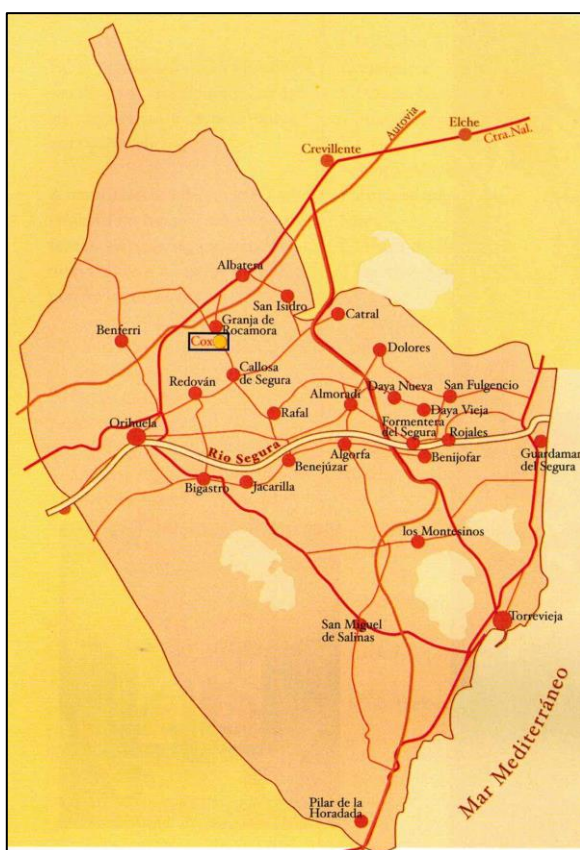 Autovia
Elche
Ctra.Nal.
Crevillente
Albatera
San Isidro
Granja de
Rocamora
Catral
Benferri
Cox
Dolores
Callosa
de Segura
Redován
Daya Nueva
San Fulgencio
Almoradí
Rafal
Daya Vieja
Orihuela
Formentera
del Segura
Rojales
Rio Segura
Algorfa
Guardamar
del Segura
Benejúzar
Benijofar
Bigastro
Jacarilla
los Montesinos
San Miguel
de Salinas
Torrevieja
Mar Mediterráneo
Pilar de la
Horadada